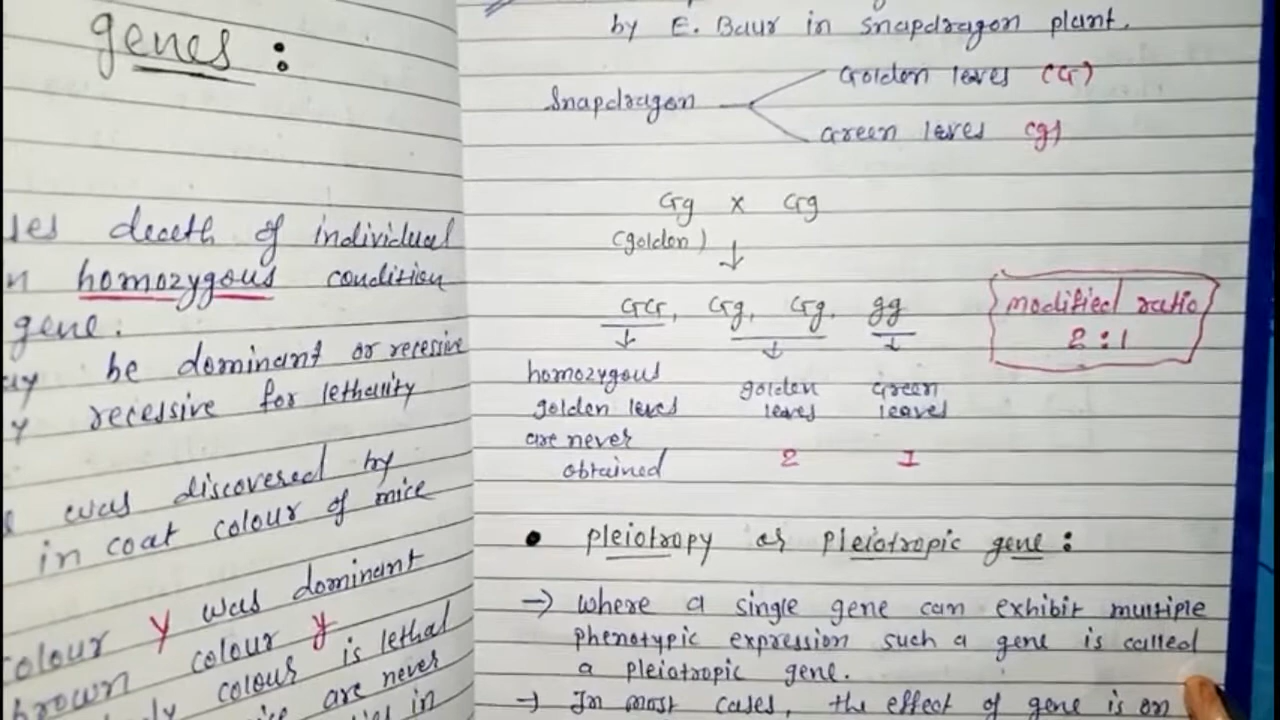 genes :
death of individual
homozygous condition
gene.
be dominant or recessive
recessive for lethality
was discovered by
in coat colour of mice
colour Y was dominant
brown colour y
colour is lethal
are never
in
by E. Baur in snapdragon plant.
Snapdragon
Golden leves (G)
Green leves (g)
Gg x Gg
(golden) ↓
GG, Gg, Gg, gg
↓ ↓ ↓
modified ratio
2 : 1
homozygous
golden leves
are never
obtained
golden
leves
2
Green
leaves
1
• pleiotropy or pleiotropic gene :
→ where a single gene can exhibit multiple
phenotypic expression such a gene is called
a pleiotropic gene.
→ In most cases, the effect of gene is on